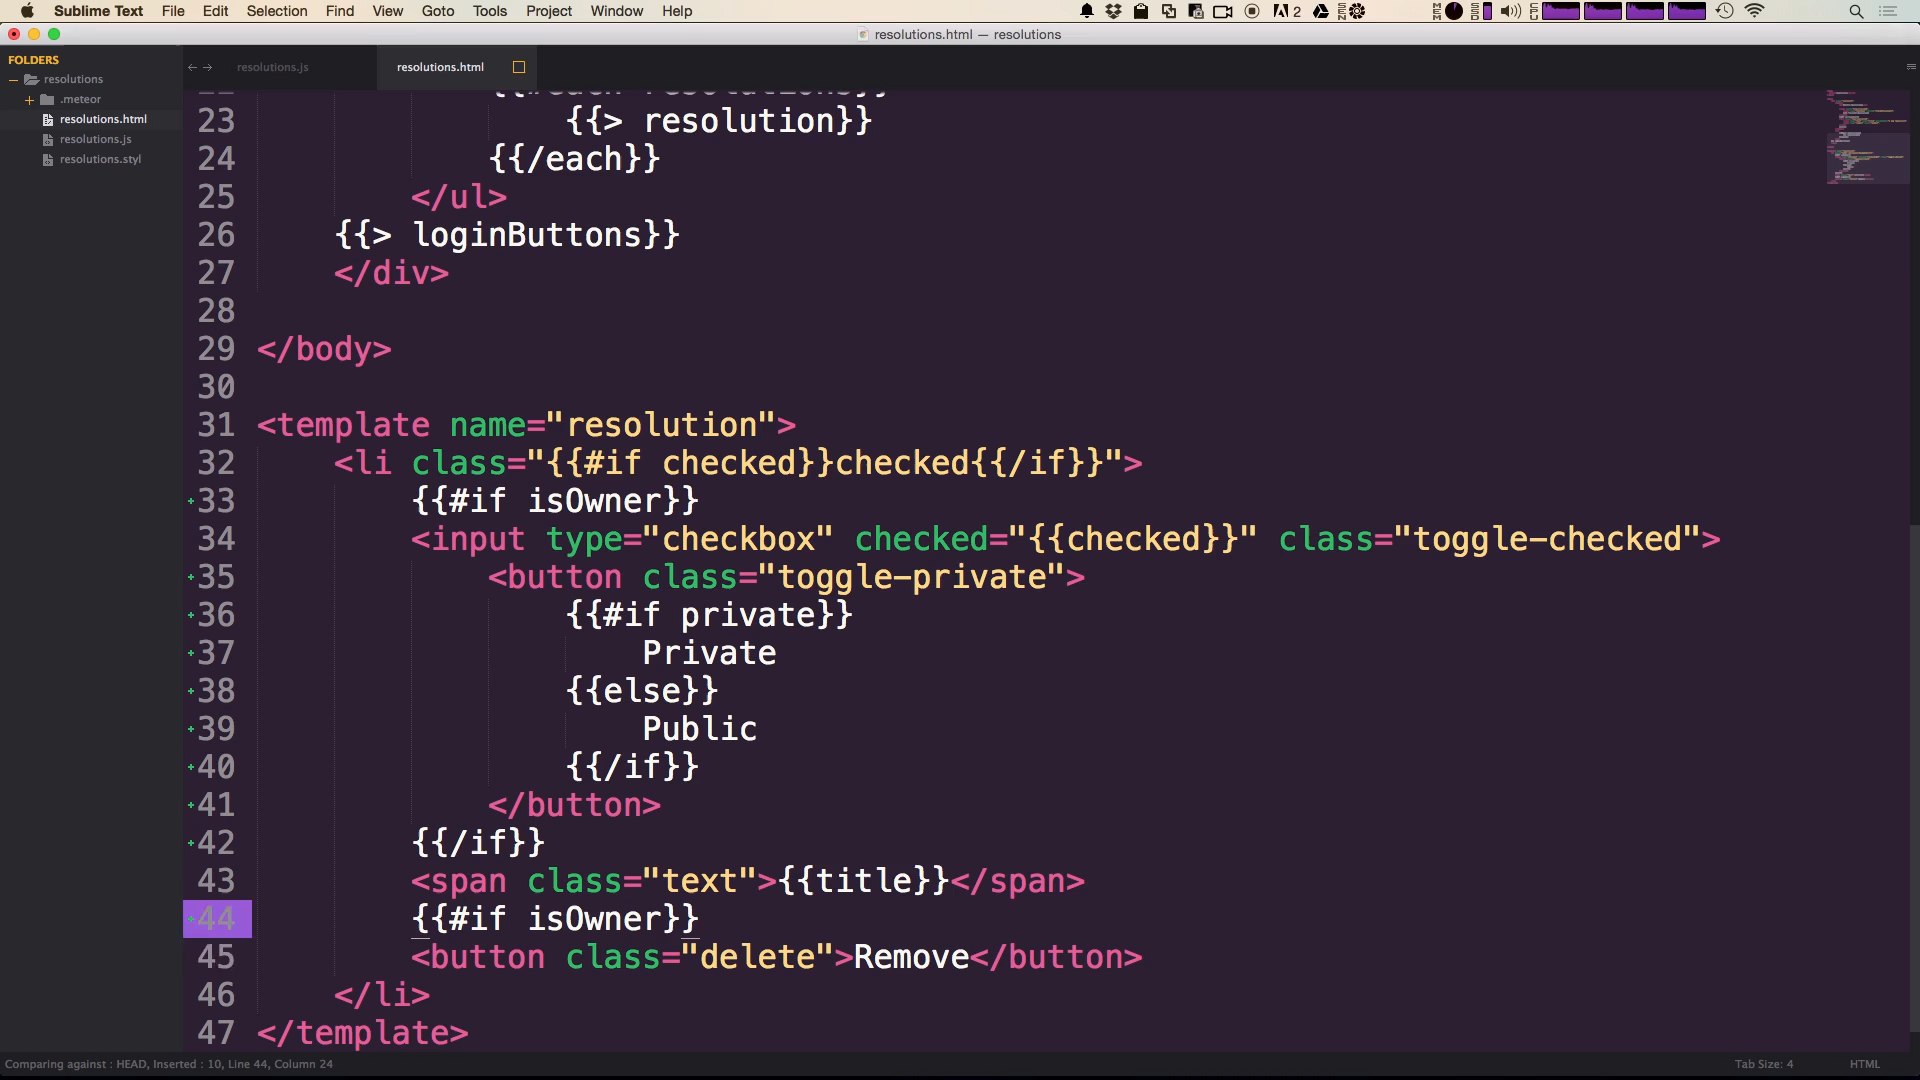 Sublime Text File Edit Selection Find View Goto Tools Project Window Help
resolutions.html — resolutions
FOLDERS
resolutions
.meteor
resolutions.html
resolutions.js
resolutions.styl
resolutions.js
resolutions.html
22 {{#each resolutions}}
23 {{> resolution}}
24 {{/each}}
25 </ul>
26 {{> loginButtons}}
27 </div>
28
29 </body>
30
31 <template name="resolution">
32 <li class="{{#if checked}}checked{{/if}}">
33 {{#if isOwner}}
34 <input type="checkbox" checked="{{checked}}" class="toggle-checked">
35 <button class="toggle-private">
36 {{#if private}}
37 Private
38 {{else}}
39 Public
40 {{/if}}
41 </button>
42 {{/if}}
43 <span class="text">{{title}}</span>
44 {{#if isOwner}}
45 <button class="delete">Remove</button>
46 </li>
47 </template>
Comparing against : HEAD, Inserted : 10, Line 44, Column 24
Tab Size: 4
HTML